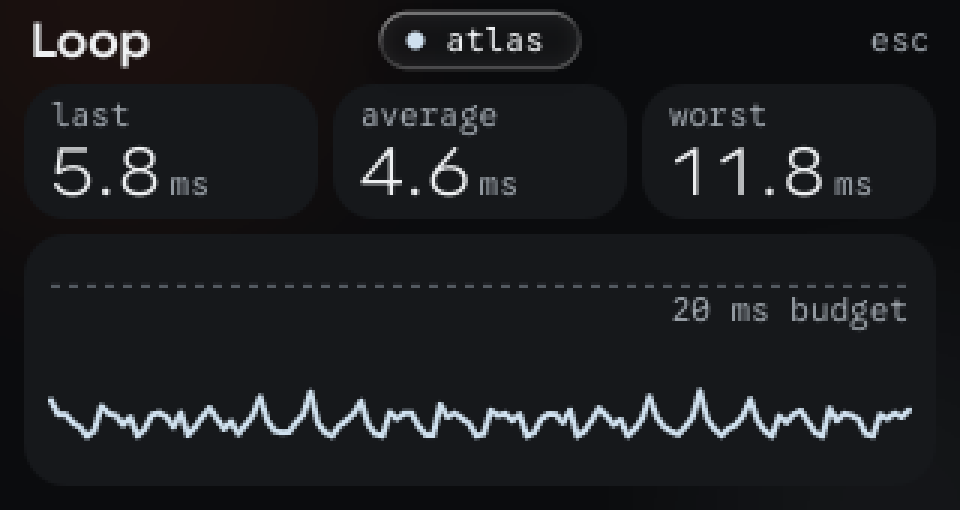 Loop
atlas
esc
last
5.8 ms
average
4.6 ms
worst
11.8 ms
20 ms budget